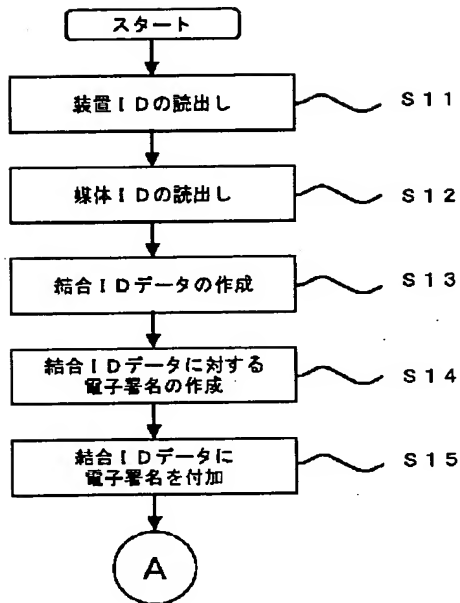 スタート
装置ＩＤの読出し
Ｓ１１
媒体ＩＤの読出し
Ｓ１２
結合ＩＤデータの作成
Ｓ１３
結合ＩＤデータに対する
電子署名の作成
Ｓ１４
結合ＩＤデータに
電子署名を付加
Ｓ１５
A